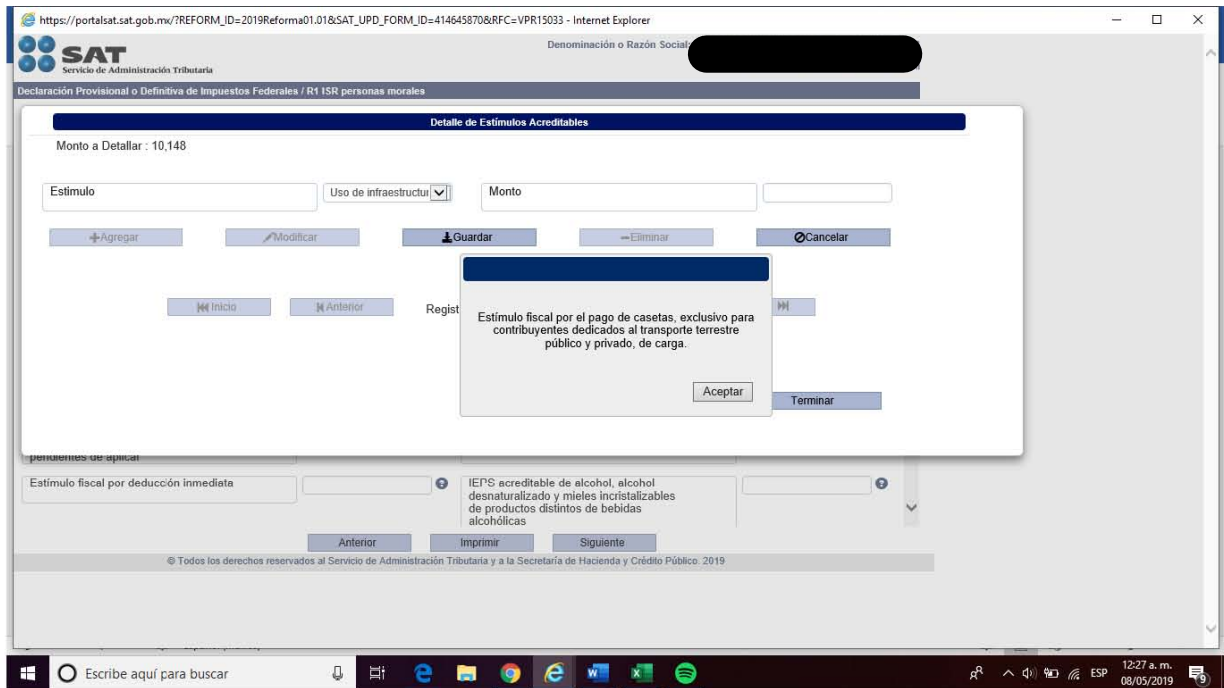 https://portalsat.sat.gob.mx/?REFORM_ID=2019Reforma01.01&SAT_UPD_FORM_ID=414645870&RFC=VPR15033 - Internet Explorer
SAT
Servicio de Administración Tributaria
Denominación o Razón Social:
Declaración Provisional o Definitiva de Impuestos Federales / R1 ISR personas morales
Detalle de Estímulos Acreditables
Monto a Detallar : 10,148
Estimulo
Uso de infraestructur
Monto
Agregar
Modificar
Guardar
Eliminar
Cancelar
Inicio
Anterior
Regist
Estímulo fiscal por el pago de casetas, exclusivo para
contribuyentes dedicados al transporte terrestre
público y privado, de carga.
Aceptar
Terminar
pendientes de aplicar
Estímulo fiscal por deducción inmediata
IEPS acreditable de alcohol, alcohol
desnaturalizado y mieles incristalizables
de productos distintos de bebidas
alcohólicas
Anterior
Imprimir
Siguiente
© Todos los derechos reservados al Servicio de Administración Tributaria y a la Secretaría de Hacienda y Crédito Público. 2019
Escribe aquí para buscar
ESP
12:27 a. m.
08/05/2019
9